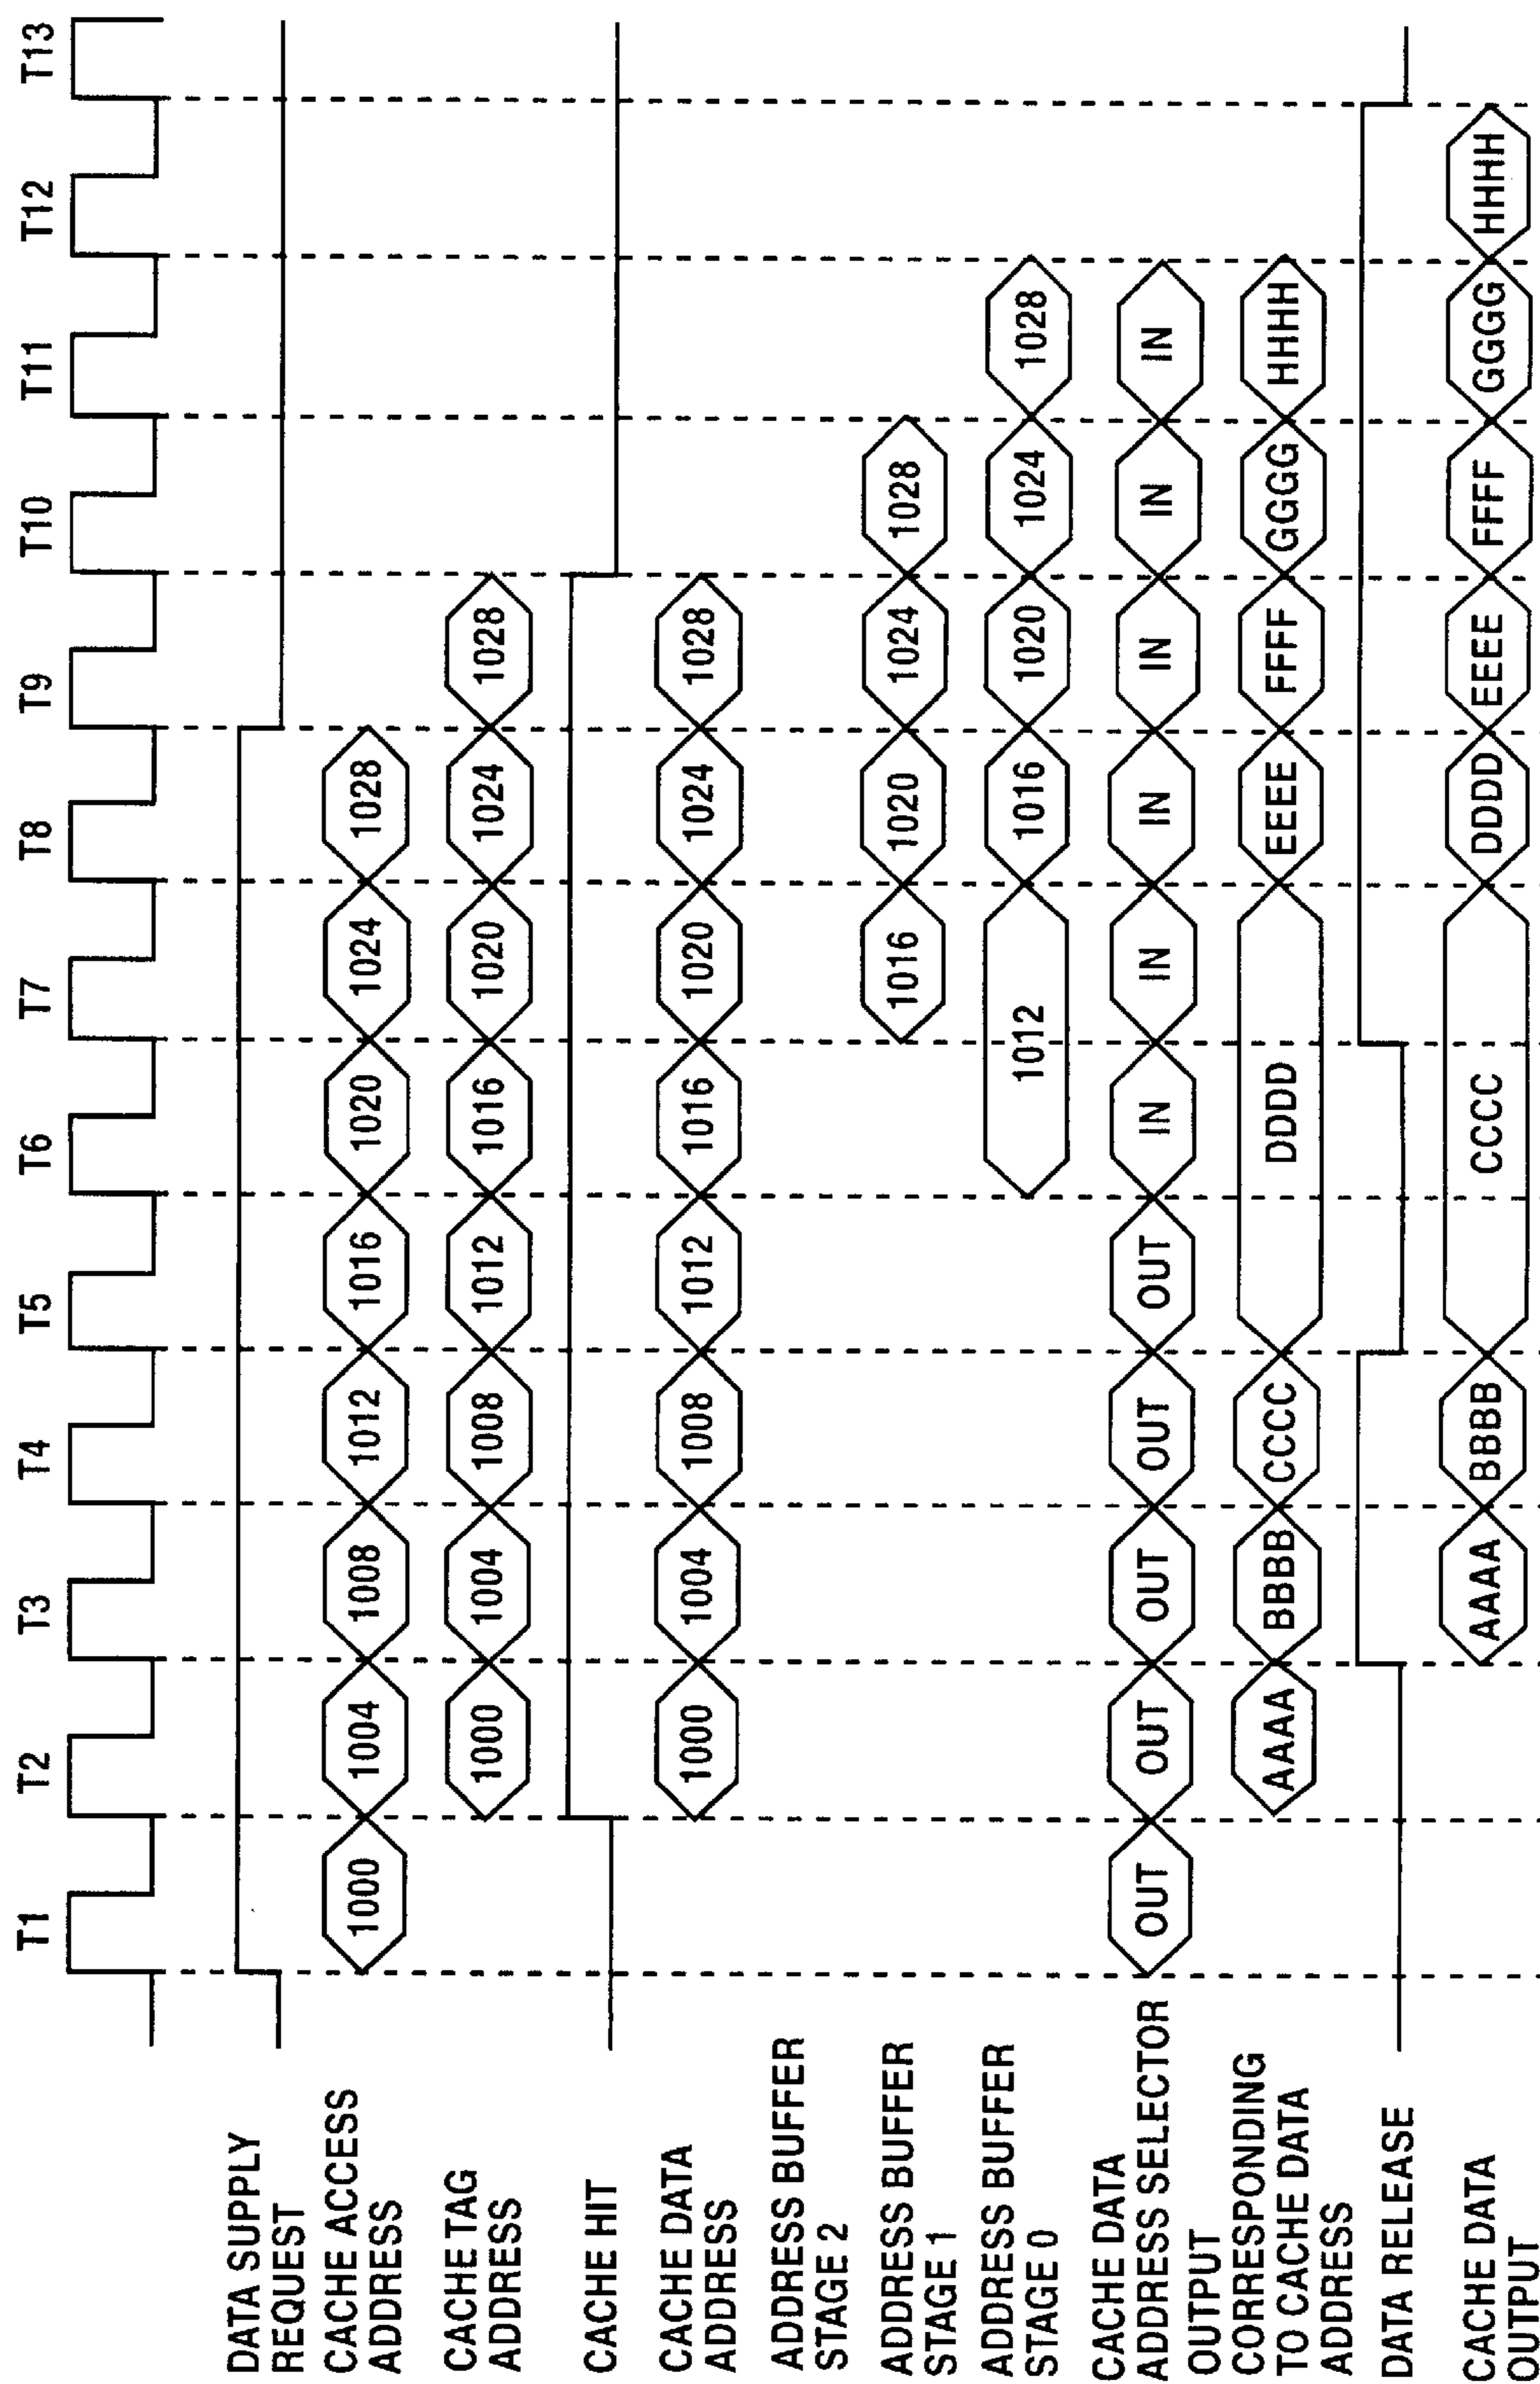 T1 T2 T3 T4 T5 T6 T7 T8 T9 T10 T11 T12 T13
DATA SUPPLY
REQUEST
CACHE ACCESS
ADDRESS
1000 1004 1008 1012 1016 1020 1024 1028
CACHE TAG
ADDRESS
1000 1004 1008 1012 1016 1020 1024 1028
CACHE HIT
CACHE DATA
ADDRESS
1000 1004 1008 1012 1016 1020 1024 1028
ADDRESS BUFFER
STAGE 2
ADDRESS BUFFER
STAGE 1
1016 1020 1024 1028
ADDRESS BUFFER
STAGE 0
1012 1016 1020 1024 1028
CACHE DATA
ADDRESS SELECTOR
OUTPUT
OUT OUT OUT OUT OUT IN IN IN IN IN IN
CORRESPONDING
TO CACHE DATA
ADDRESS
AAAA BBBB CCCC DDDD EEEE FFFF GGGG HHHH
DATA RELEASE
CACHE DATA
OUTPUT
AAAA BBBB CCCC DDDD EEEE FFFF GGGG HHHH